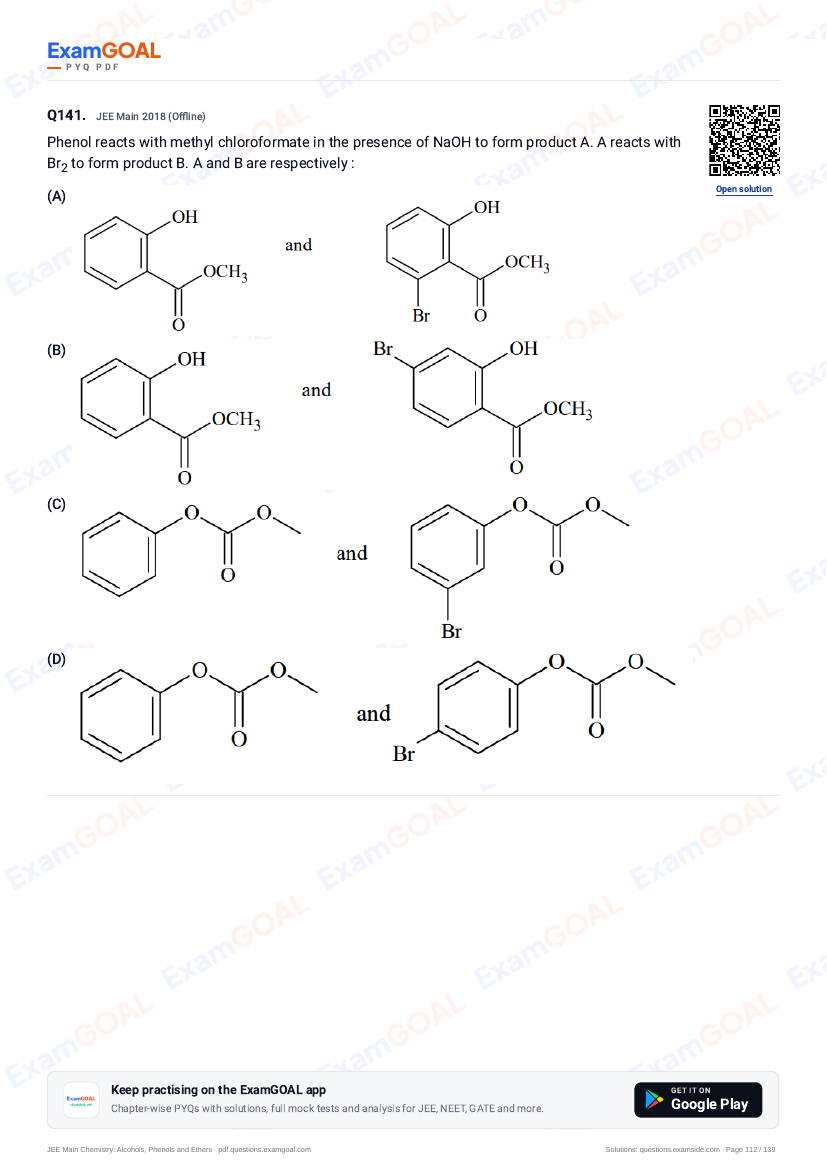 ExamGOAL
PYQ PDF
Q141. JEE Main 2018 (Offline)
Phenol reacts with methyl chloroformate in the presence of NaOH to form product A. A reacts with
Br2 to form product B. A and B are respectively :
Open solution
(A)
OH
OCH3
O
and
OH
OCH3
Br
O
(B)
OH
OCH3
O
and
Br
OH
OCH3
O
(C)
O
O
O
and
O
O
O
Br
(D)
O
O
O
and
O
O
O
Br
Keep practising on the ExamGOAL app
Chapter-wise PYQs with solutions, full mock tests and analysis for JEE, NEET, GATE and more.
GET IT ON
Google Play
JEE Main Chemistry: Alcohols, Phenols and Ethers · pdf.questions.examgoal.com
Solutions: questions.examside.com · Page 112 / 139